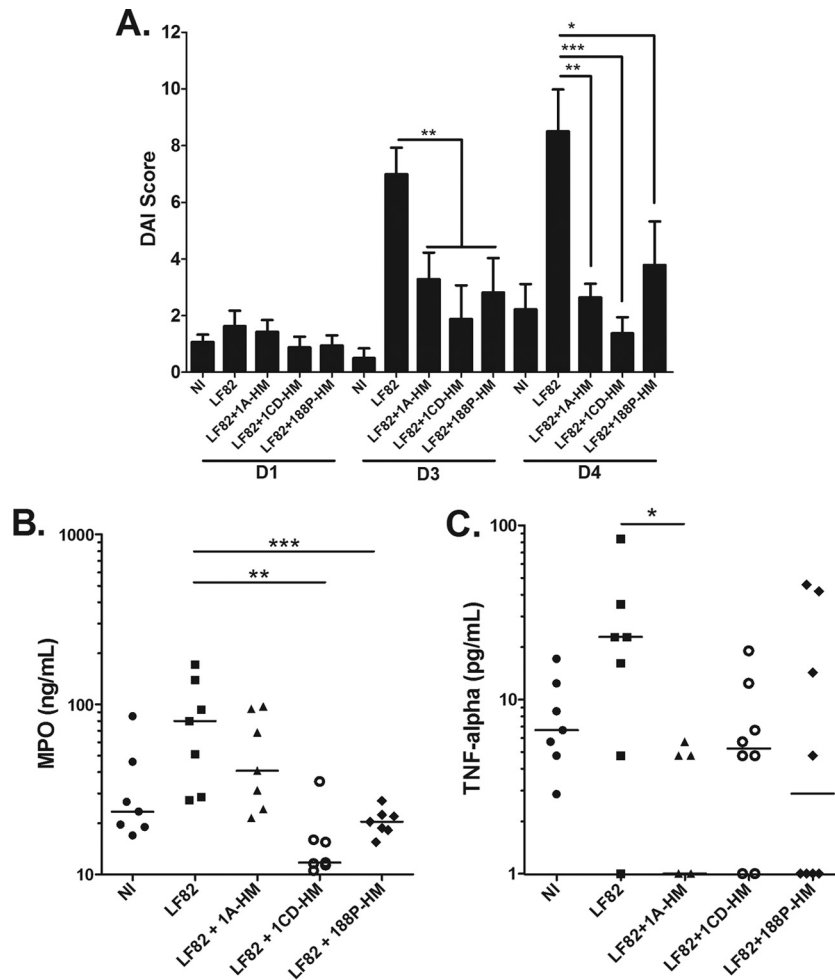 A.
12
10
8
6
4
2
0
DAI Score
*
***
**
**
NI
LF82
LF82+1A-HM
LF82+1CD-HM
LF82+188P-HM
NI
LF82
LF82+1A-HM
LF82+1CD-HM
LF82+188P-HM
NI
LF82
LF82+1A-HM
LF82+1CD-HM
LF82+188P-HM
D1
D3
D4
B.
1000
100
10
MPO (ng/mL)
***
**
NI
LF82
LF82 + 1A-HM
LF82 + 1CD-HM
LF82 + 188P-HM
C.
100
10
1
TNF-alpha (pg/mL)
*
NI
LF82
LF82+1A-HM
LF82+1CD-HM
LF82+188P-HM